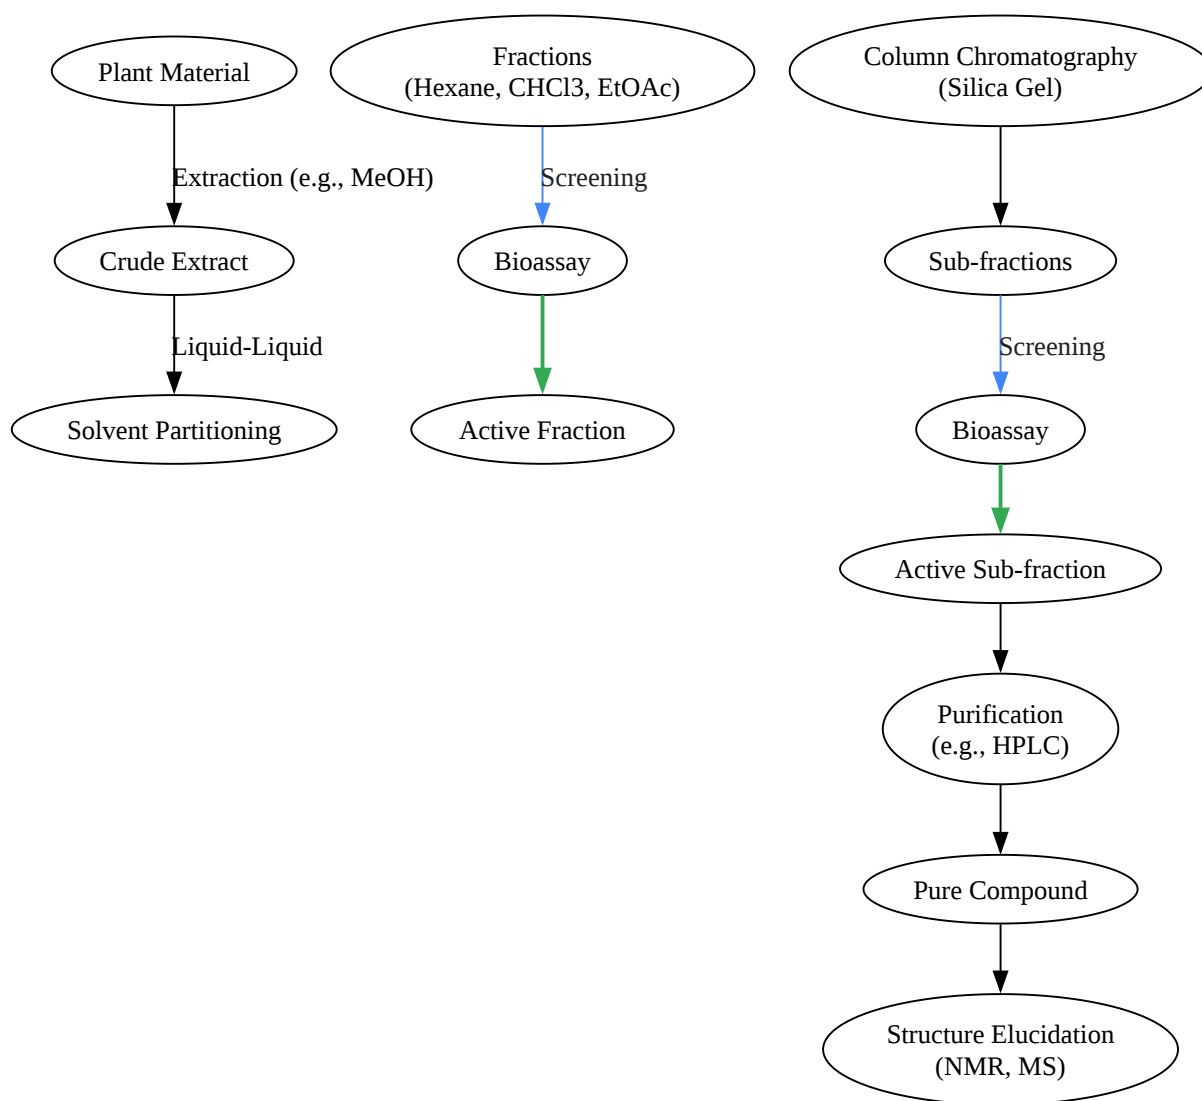 Plant Material
Extraction (e.g., MeOH)
Crude Extract
Liquid-Liquid
Solvent Partitioning
Fractions
(Hexane, CHCl3, EtOAc)
Screening
Bioassay
Active Fraction
Column Chromatography
(Silica Gel)
Sub-fractions
Screening
Bioassay
Active Sub-fraction
Purification
(e.g., HPLC)
Pure Compound
Structure Elucidation
(NMR, MS)